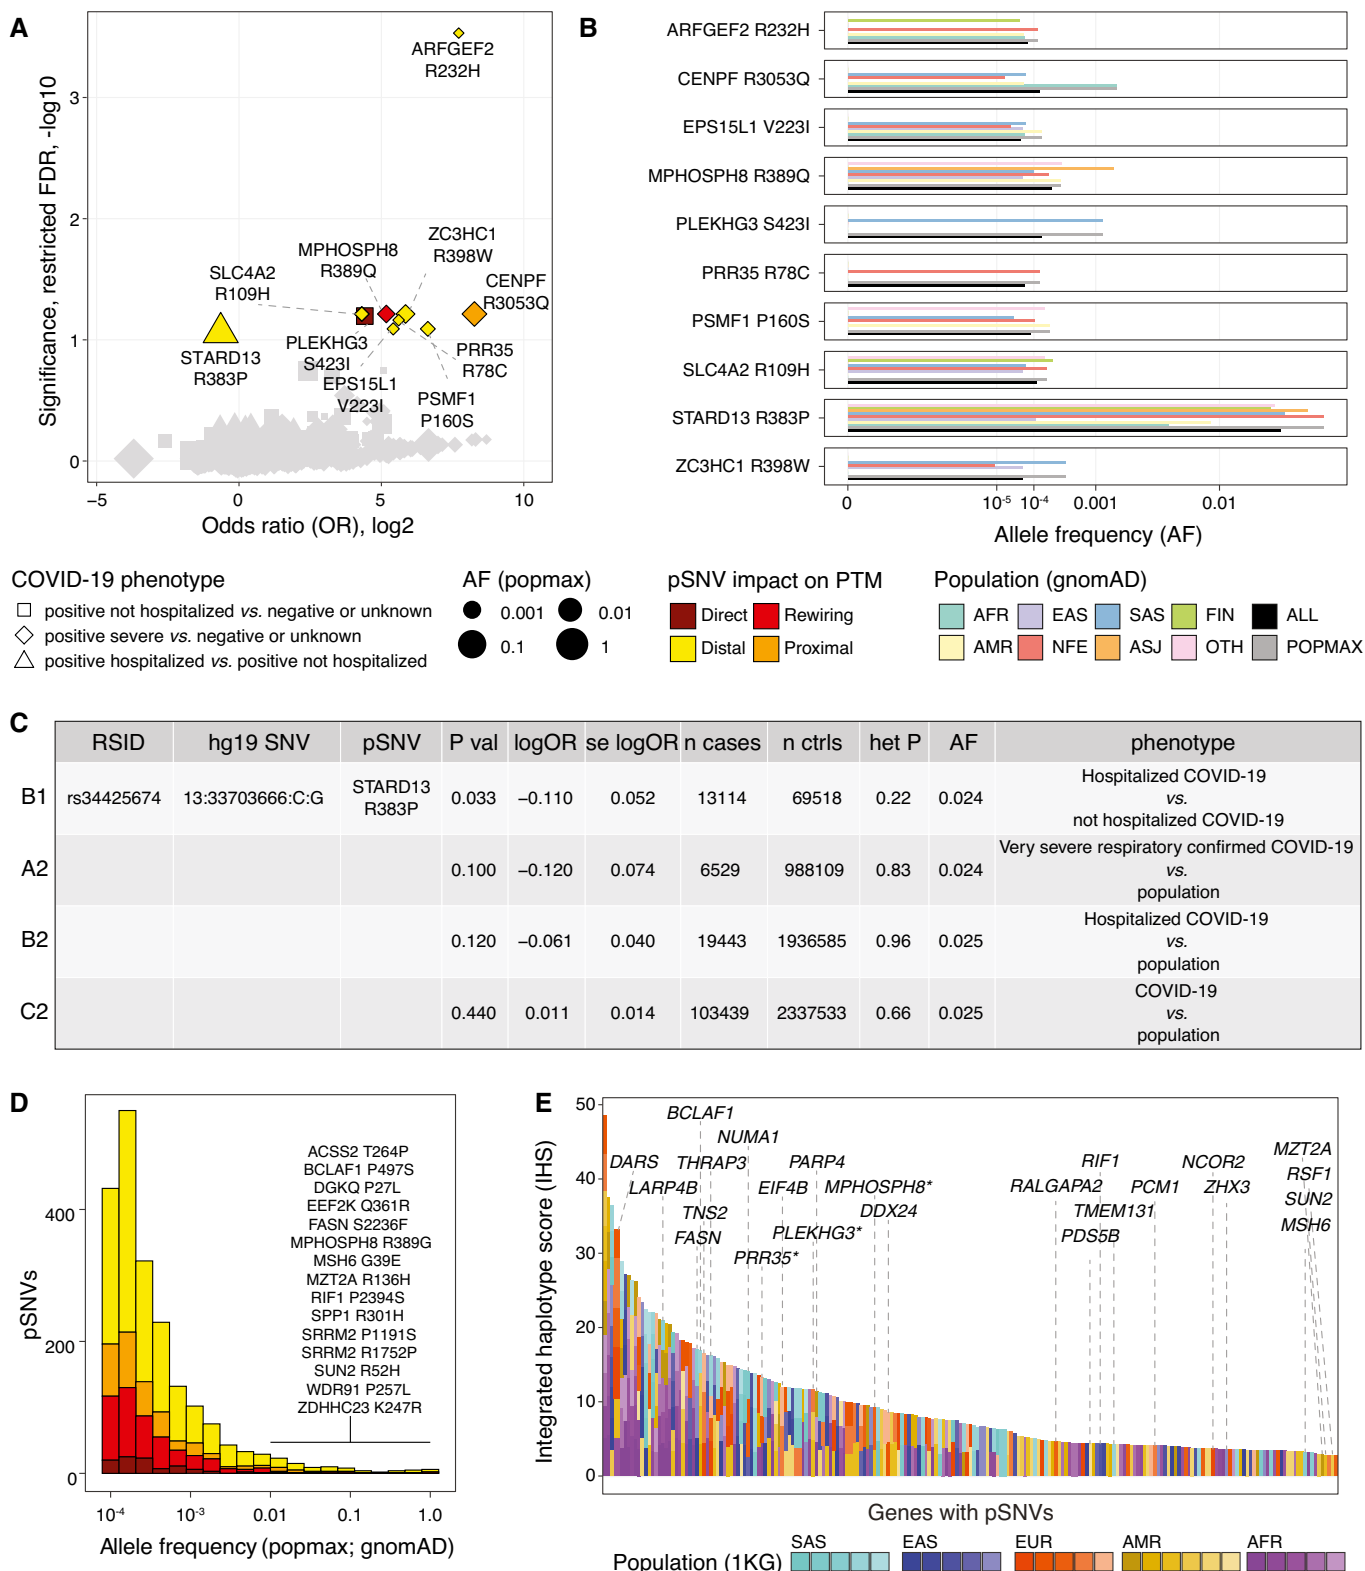 A
Significance, restricted FDR, -log10
3
2
1
0
ARFGEF2
R232H
ZC3HC1
R398W
MPHOSPH8
R389Q
SLC4A2
R109H
CENPF
R3053Q
STARD13
R383P
PLEKHG3
S423I
PRR35
R78C
EPS15L1
V223I
PSMF1
P160S
−5
0
5
10
Odds ratio (OR), log2
B
ARFGEF2 R232H
CENPF R3053Q
EPS15L1 V223I
MPHOSPH8 R389Q
PLEKHG3 S423I
PRR35 R78C
PSMF1 P160S
SLC4A2 R109H
STARD13 R383P
ZC3HC1 R398W
0
10-5
10-4
0.001
0.01
Allele frequency (AF)
COVID-19 phenotype
positive not hospitalized vs. negative or unknown
positive severe vs. negative or unknown
positive hospitalized vs. positive not hospitalized
AF (popmax)
0.001 0.01
0.1 1
pSNV impact on PTM
Direct Rewiring
Distal Proximal
Population (gnomAD)
AFR EAS SAS FIN ALL
AMR NFE ASJ OTH POPMAX
C
RSID hg19 SNV pSNV P val logOR se logOR n cases n ctrls het P AF phenotype
B1 rs34425674 13:33703666:C:G STARD13 R383P 0.033 −0.110 0.052 13114 69518 0.22 0.024 Hospitalized COVID-19
vs.
not hospitalized COVID-19
A2 0.100 −0.120 0.074 6529 988109 0.83 0.024 Very severe respiratory confirmed COVID-19
vs.
population
B2 0.120 −0.061 0.040 19443 1936585 0.96 0.025 Hospitalized COVID-19
vs.
population
C2 0.440 0.011 0.014 103439 2337533 0.66 0.025 COVID-19
vs.
population
D
pSNVs
400
200
0
ACSS2 T264P
BCLAF1 P497S
DGKQ P27L
EEF2K Q361R
FASN S2236F
MPHOSPH8 R389G
MSH6 G39E
MZT2A R136H
RIF1 P2394S
SPP1 R301H
SRRM2 P1191S
SRRM2 R1752P
SUN2 R52H
WDR91 P257L
ZDHHC23 K247R
10-4
10-3
0.01
0.1
1.0
Allele frequency (popmax; gnomAD)
E
Integrated haplotype score (IHS)
50
40
30
20
10
0
BCLAF1
NUMA1
DARS
THRAP3
PARP4
LARP4B
EIF4B
MPHOSPH8*
TNS2
DDX24
FASN
PLEKHG3*
PRR35*
RIF1
NCOR2
MZT2A
RALGAPA2
PCM1
ZHX3
RSF1
TMEM131
SUN2
PDS5B
MSH6
Genes with pSNVs
Population (1KG)
SAS EAS EUR AMR AFR